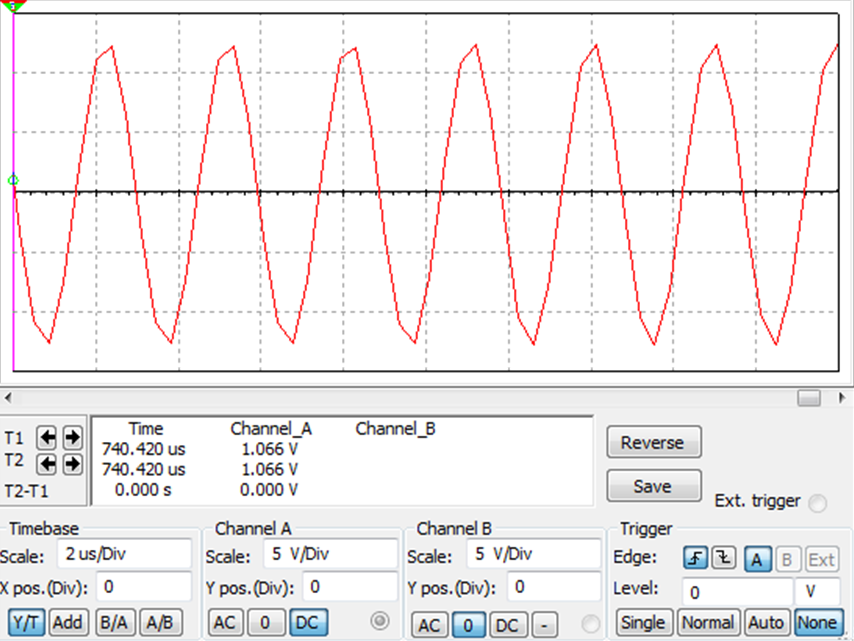 Time Channel_A Channel_B
T1 740.420 us 1.066 V
T2 740.420 us 1.066 V
T2-T1 0.000 s 0.000 V
Reverse
Save
Ext. trigger
Timebase
Scale: 2 us/Div
X pos.(Div): 0
Y/T Add B/A A/B
Channel A
Scale: 5 V/Div
Y pos.(Div): 0
AC 0 DC
Channel B
Scale: 5 V/Div
Y pos.(Div): 0
AC 0 DC -
Trigger
Edge: A B Ext
Level: 0 V
Single Normal Auto None